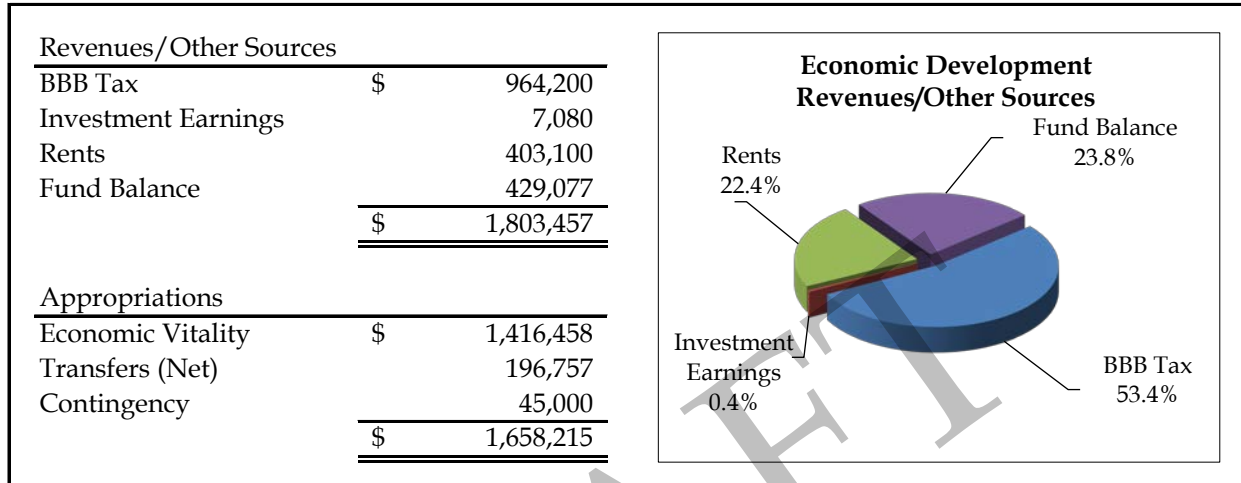 Revenues/Other Sources
BBB Tax $ 964,200
Investment Earnings 7,080
Rents 403,100
Fund Balance 429,077
$ 1,803,457
Appropriations
Economic Vitality $ 1,416,458
Transfers (Net) 196,757
Contingency 45,000
$ 1,658,215
Economic Development
Revenues/Other Sources
Fund Balance
23.8%
Rents
22.4%
Investment
Earnings
0.4%
BBB Tax
53.4%